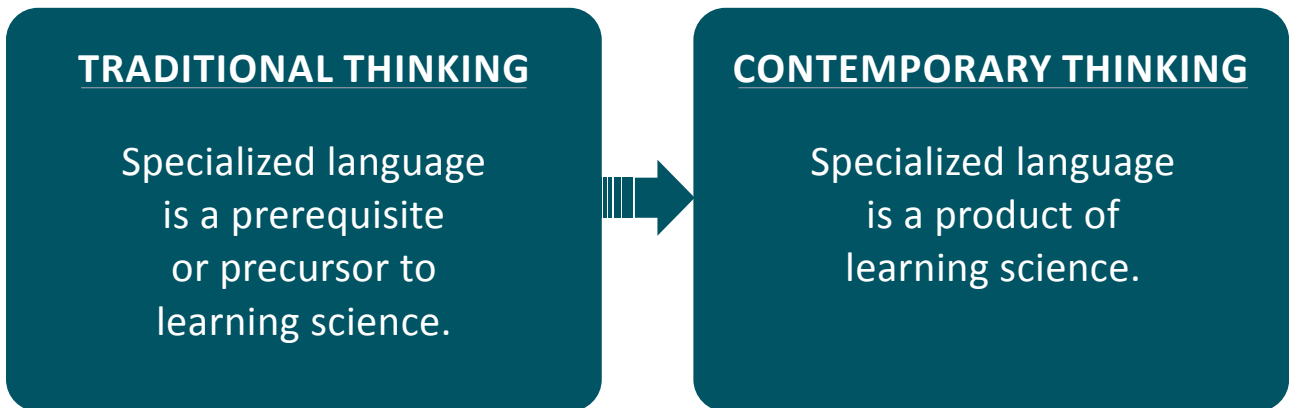 TRADITIONAL THINKING
Specialized language
is a prerequisite
or precursor to
learning science.
CONTEMPORARY THINKING
Specialized language
is a product of
learning science.